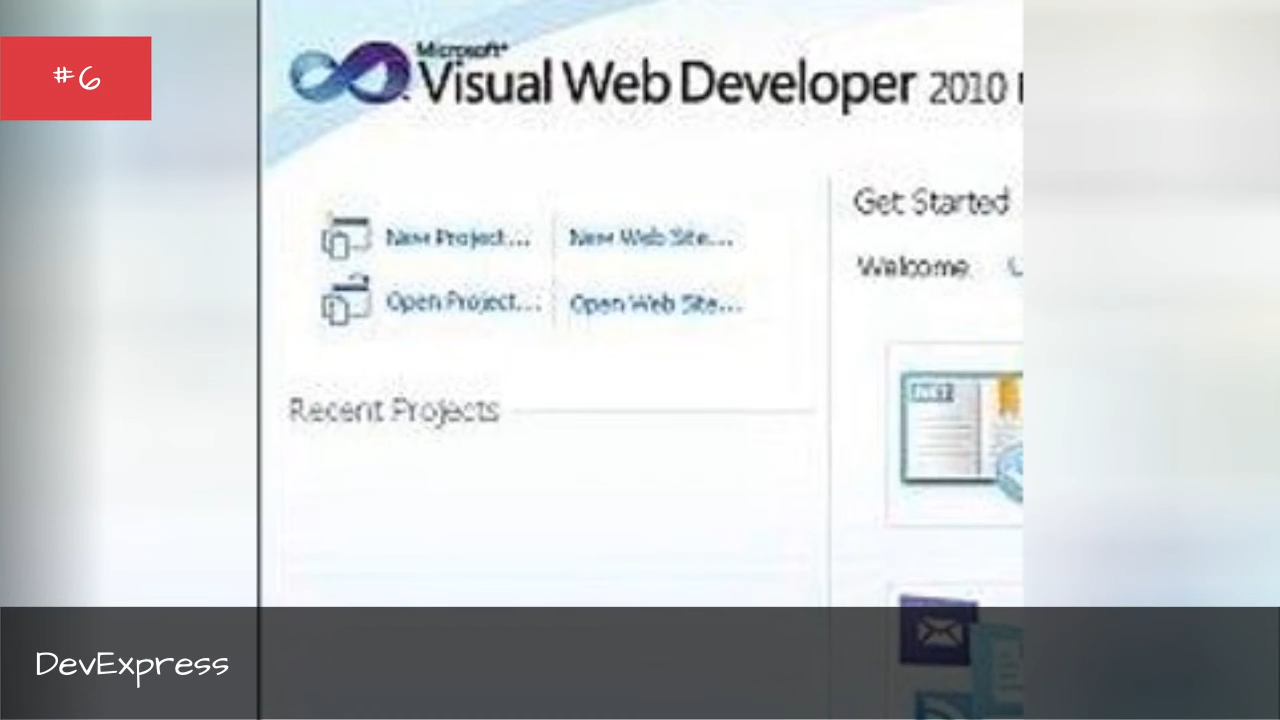 #6
Microsoft®
Visual Web Developer 2010
New Project... New Web Site...
Open Project... Open Web Site...
Recent Projects
Get Started
Welcome
.NET
DevExpress